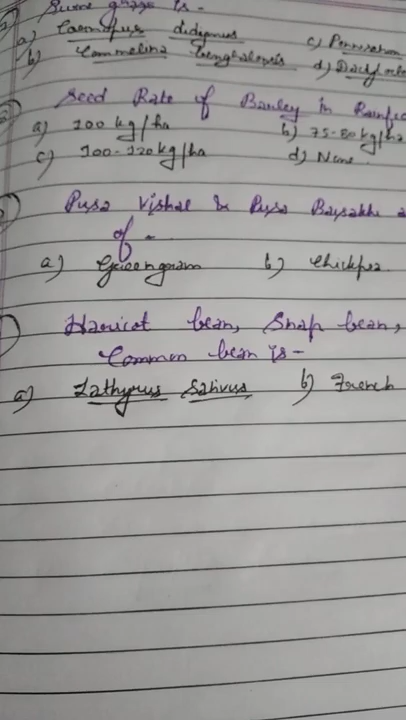 grass is -
a) Coronopus didymus c) Pennisetum
b) Commelina benghalensis d)
Seed Rate of Barley in Rainfed
a) 100 kg/ha b) 75-80 kg/ha
c) 100-120 kg/ha d) None
Pusa Vishal & Pusa Baisakhi a
of -
a) Greengram b) Chickpea
Haricot bean, Snap bean,
Common bean is -
a) Lathyrus Sativus b) French